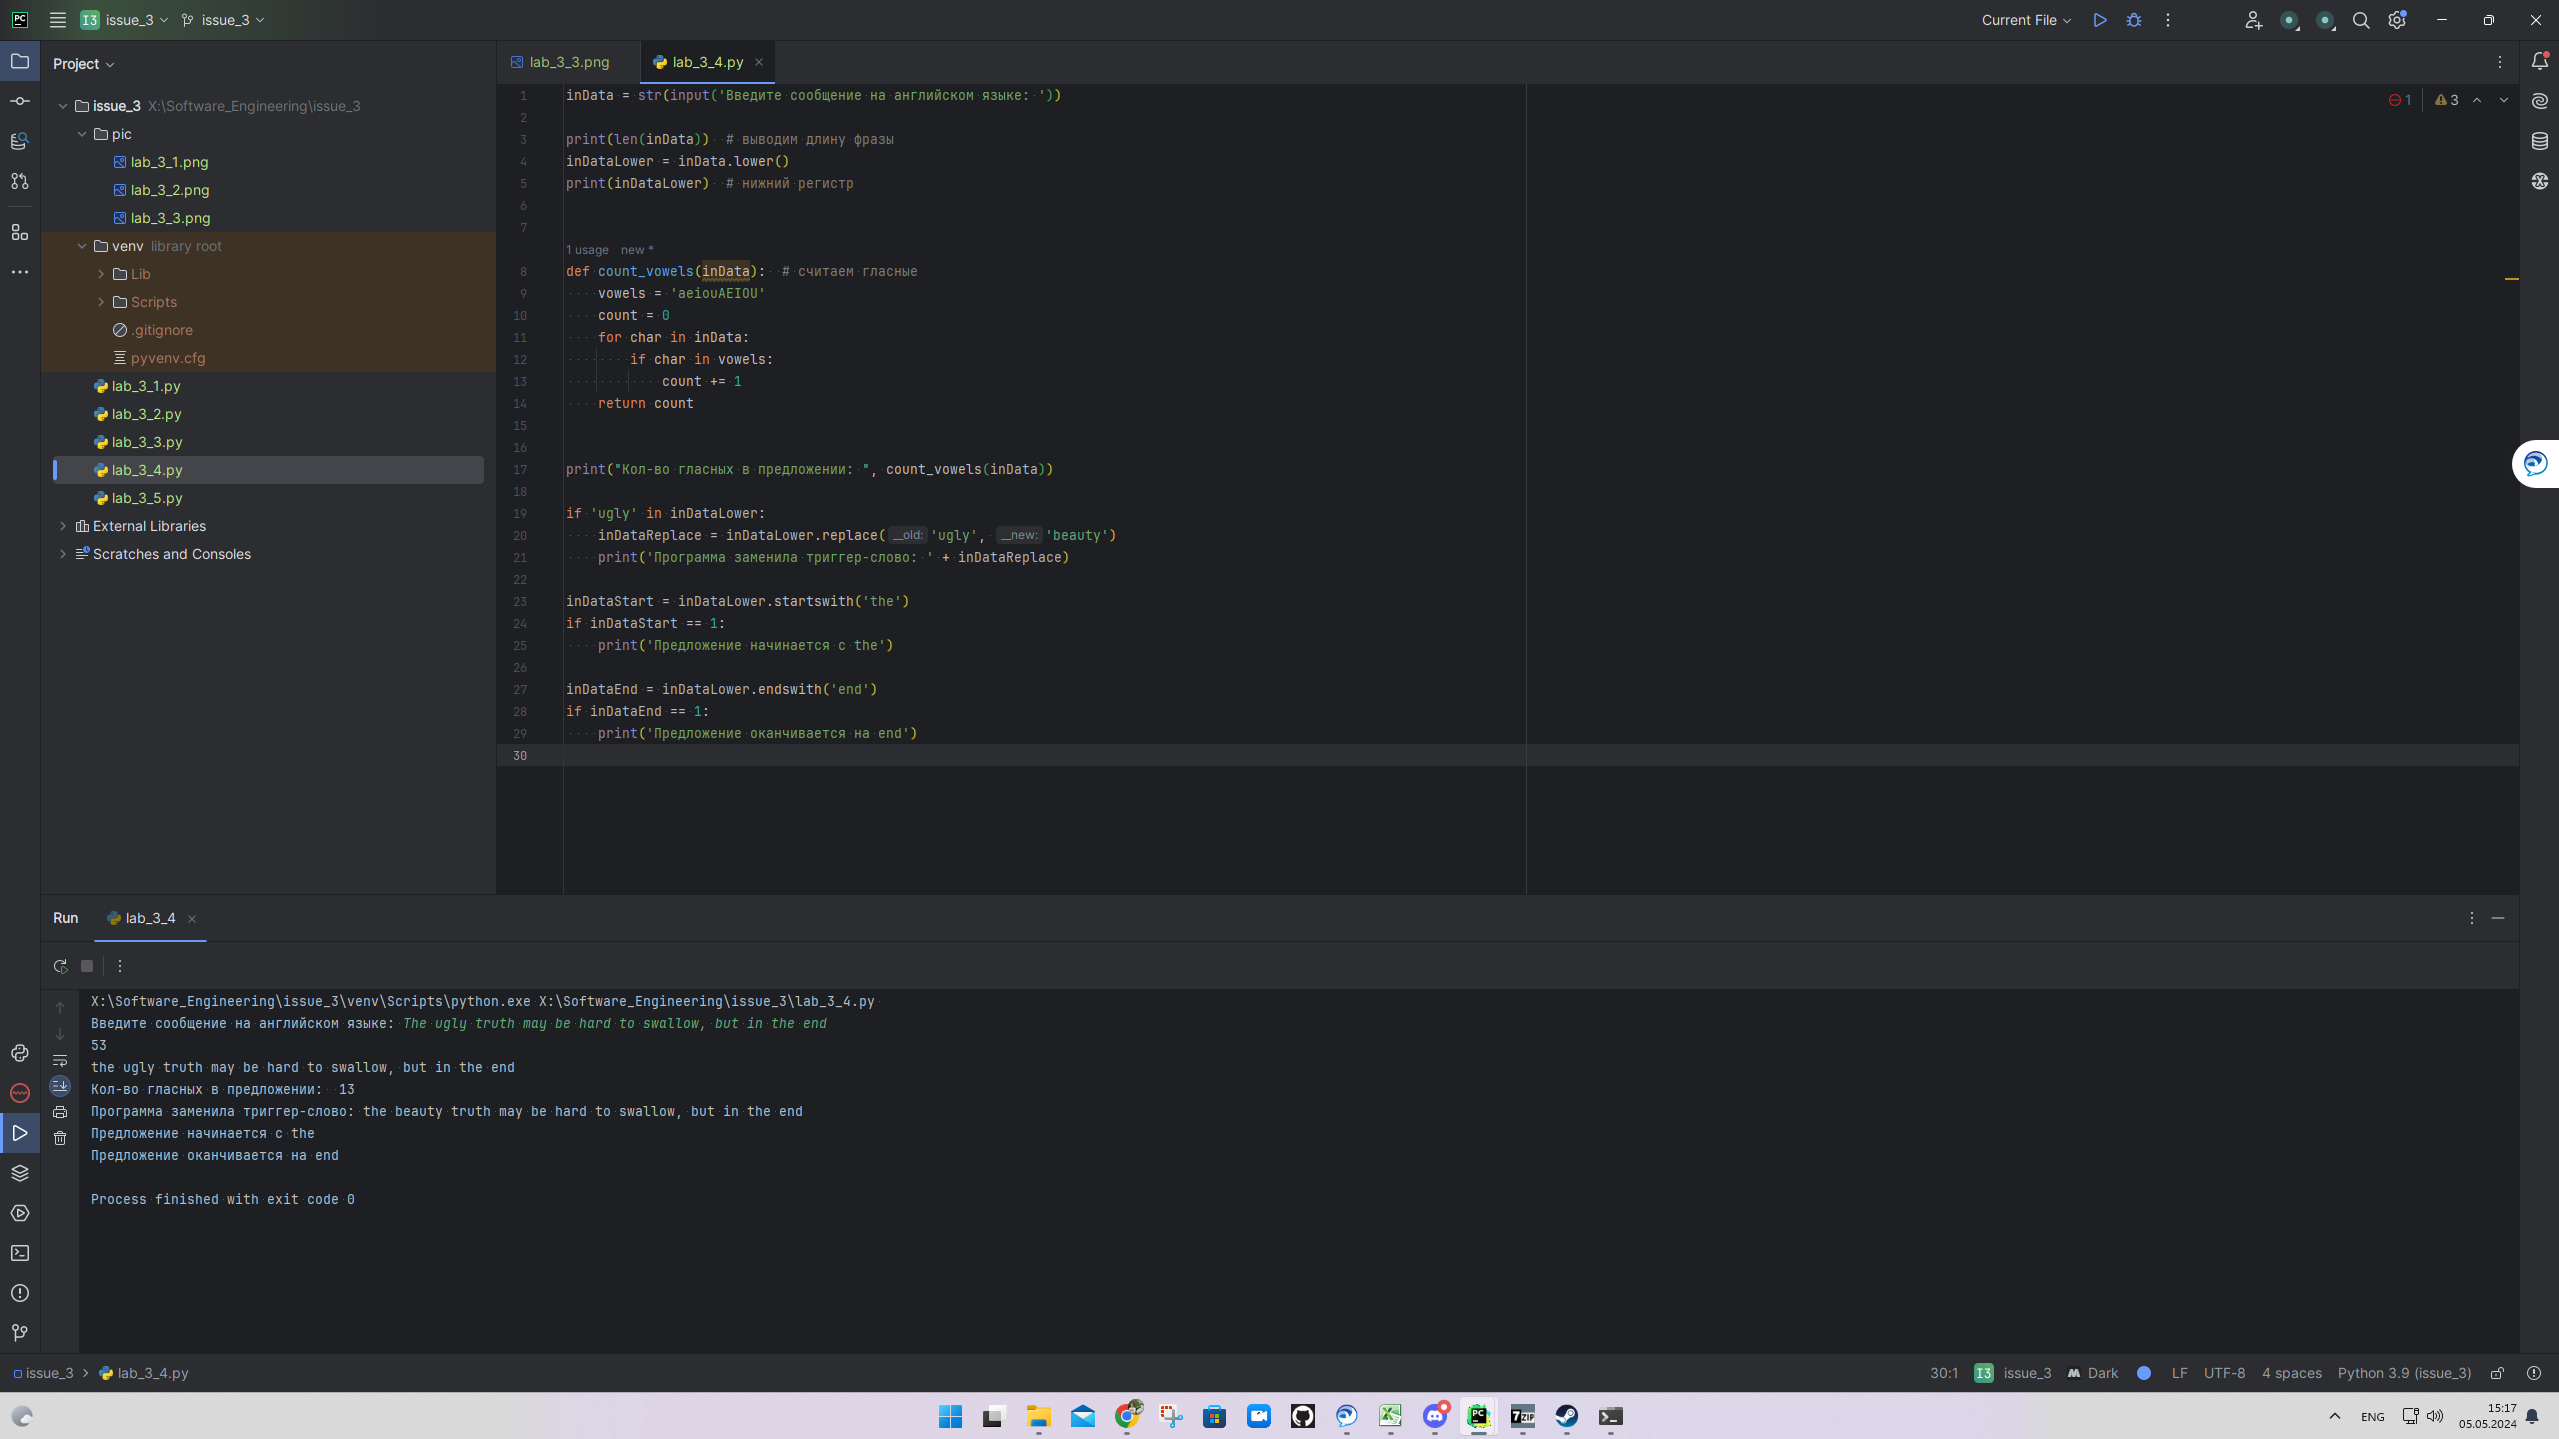 PC I3 issue_3 issue_3 Current File
Project
issue_3 X:\Software_Engineering\issue_3
pic
lab_3_1.png
lab_3_2.png
lab_3_3.png
venv library root
Lib
Scripts
.gitignore
pyvenv.cfg
lab_3_1.py
lab_3_2.py
lab_3_3.py
lab_3_4.py
lab_3_5.py
External Libraries
Scratches and Consoles
lab_3_3.png lab_3_4.py
1 3
1 inData = str(input('Введите сообщение на английском языке: '))
2
3 print(len(inData))  # выводим длину фразы
4 inDataLower = inData.lower()
5 print(inDataLower)  # нижний регистр
6
7
1 usage new *
8 def count_vowels(inData):  # считаем гласные
9     vowels = 'aeiouAEIOU'
10     count = 0
11     for char in inData:
12         if char in vowels:
13             count += 1
14     return count
15
16
17 print("Кол-во гласных в предложении: ", count_vowels(inData))
18
19 if 'ugly' in inDataLower:
20     inDataReplace = inDataLower.replace( __old: 'ugly', __new: 'beauty')
21     print('Программа заменила триггер-слово: ' + inDataReplace)
22
23 inDataStart = inDataLower.startswith('the')
24 if inDataStart == 1:
25     print('Предложение начинается с the')
26
27 inDataEnd = inDataLower.endswith('end')
28 if inDataEnd == 1:
29     print('Предложение оканчивается на end')
30
Run lab_3_4
X:\Software_Engineering\issue_3\venv\Scripts\python.exe X:\Software_Engineering\issue_3\lab_3_4.py
Введите сообщение на английском языке: The ugly truth may be hard to swallow, but in the end
53
the ugly truth may be hard to swallow, but in the end
Кол-во гласных в предложении:  13
Программа заменила триггер-слово: the beauty truth may be hard to swallow, but in the end
Предложение начинается с the
Предложение оканчивается на end
Process finished with exit code 0
issue_3 lab_3_4.py 30:1 I3 issue_3 Dark LF UTF-8 4 spaces Python 3.9 (issue_3)
PC 7ZIP ENG 15:17
05.05.2024